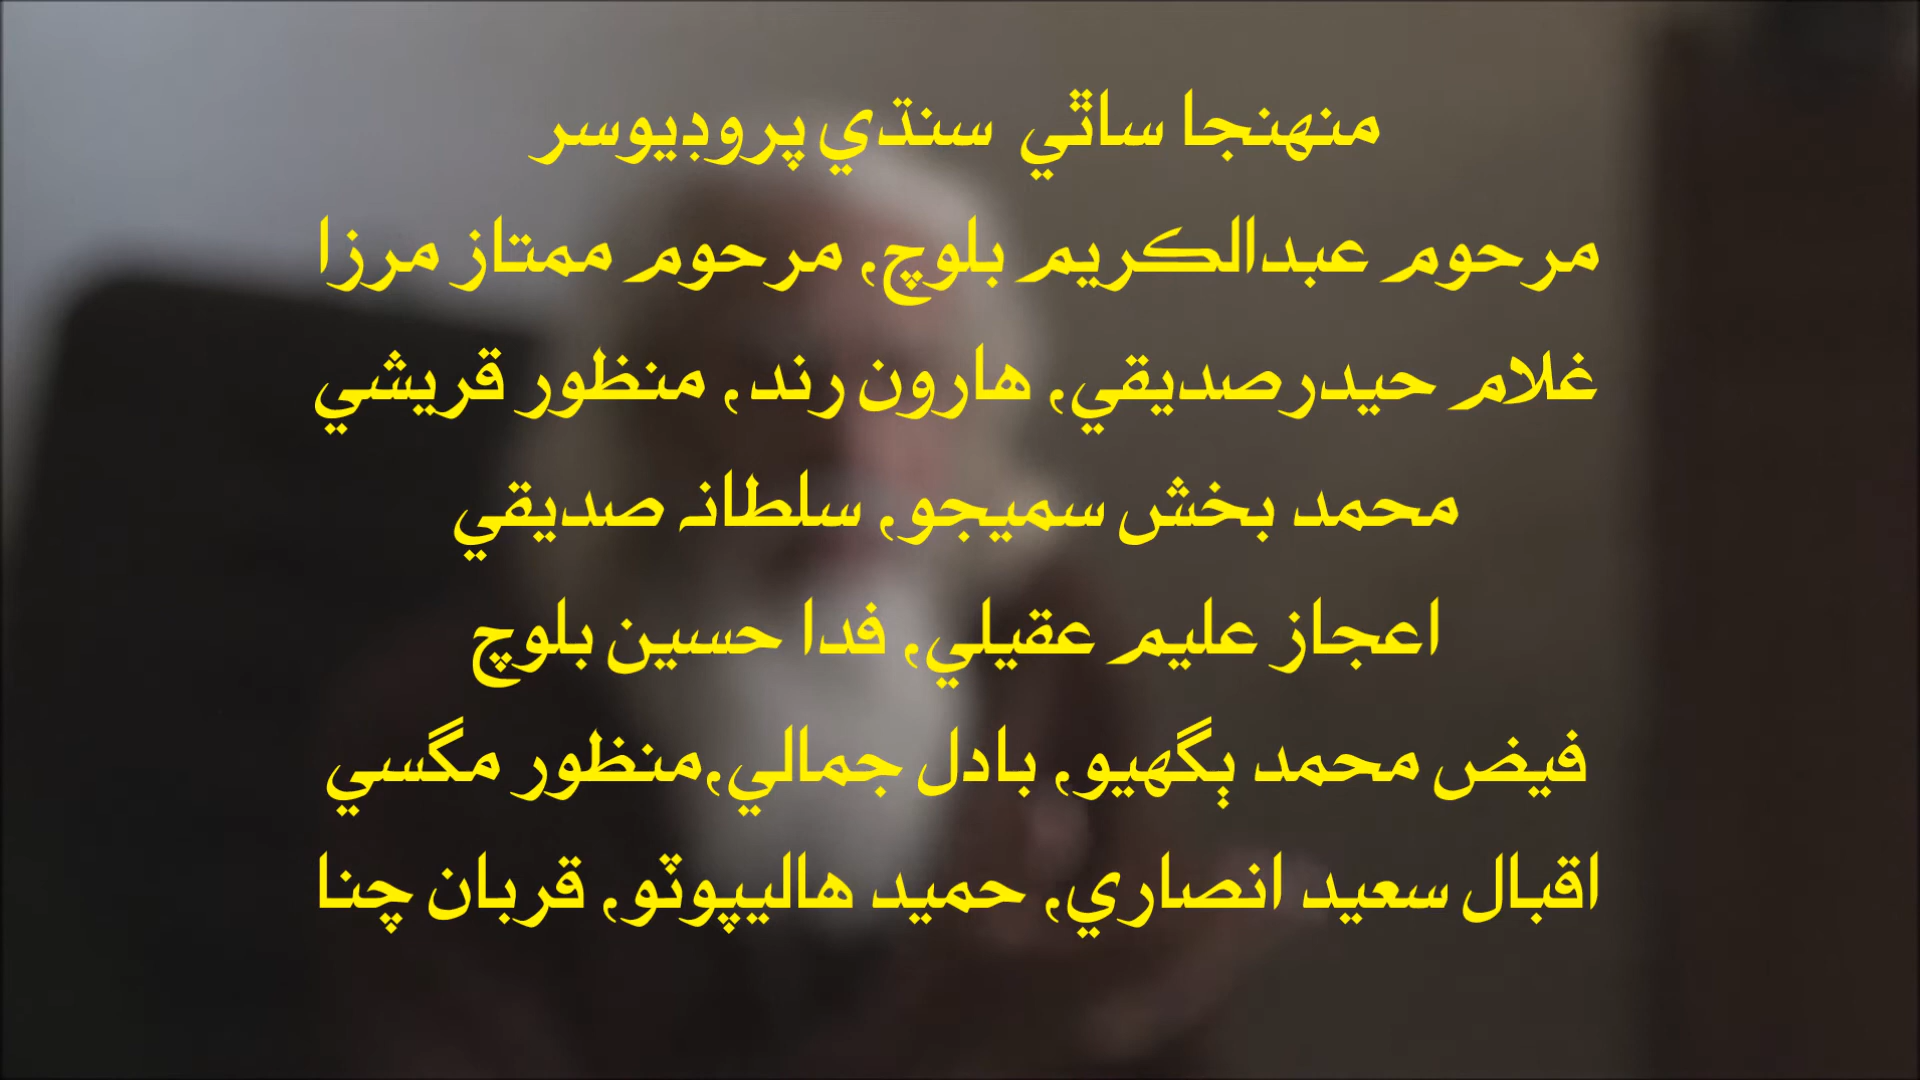 منهنجا ساٿي سنڌي پروڊيوسر
مرحوم عبدالڪريم بلوچ، مرحوم ممتاز مرزا
غلام حيدرصديقي، هارون رند، منظور قريشي
محمد بخش سميجو، سلطانہ صديقي
اعجاز عليم عقيلي، فدا حسين بلوچ
فيض محمد ٻگهيو، بادل جمالي،منظور مگسي
اقبال سعيد انصاري، حميد هاليپوٽو، قربان چنا